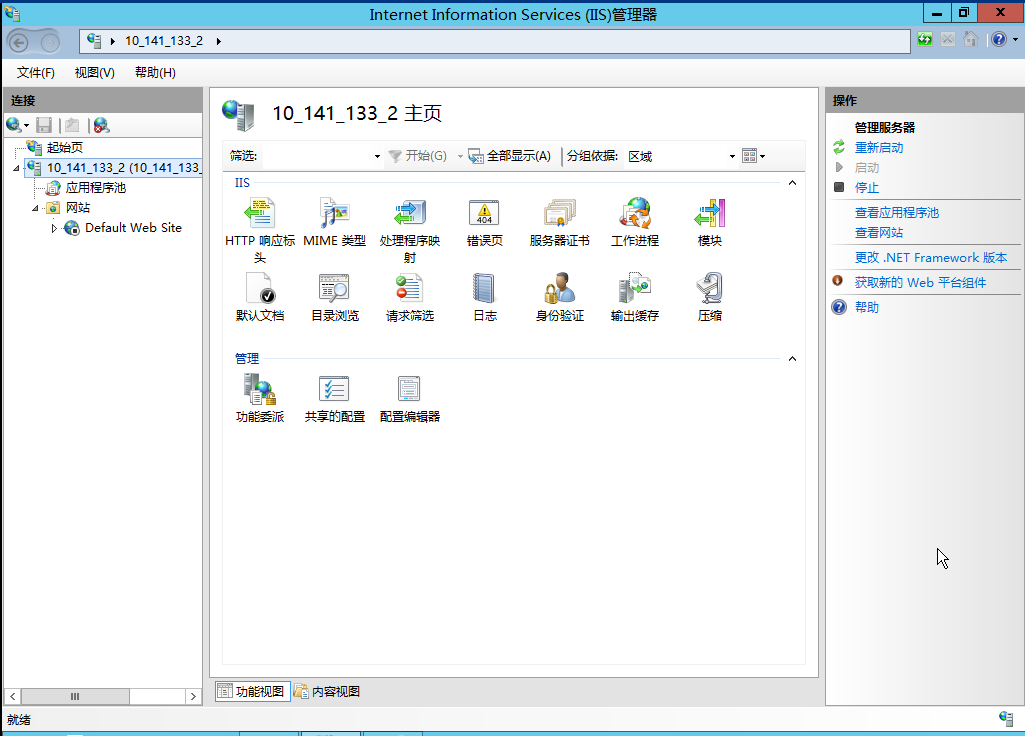 Internet Information Services (IIS)管理器
10_141_133_2
文件(F) 视图(V) 帮助(H)
连接
起始页
10_141_133_2 (10_141_133_
应用程序池
网站
Default Web Site
10_141_133_2 主页
筛选: 开始(G) 全部显示(A) 分组依据: 区域
IIS
HTTP 响应标头 MIME 类型 处理程序映射 错误页 服务器证书 工作进程 模块
404
默认文档 目录浏览 请求筛选 日志 身份验证 输出缓存 压缩
管理
功能委派 共享的配置 配置编辑器
功能视图 内容视图
操作
管理服务器
重新启动
启动
停止
查看应用程序池
查看网站
更改 .NET Framework 版本
获取新的 Web 平台组件
帮助
就绪